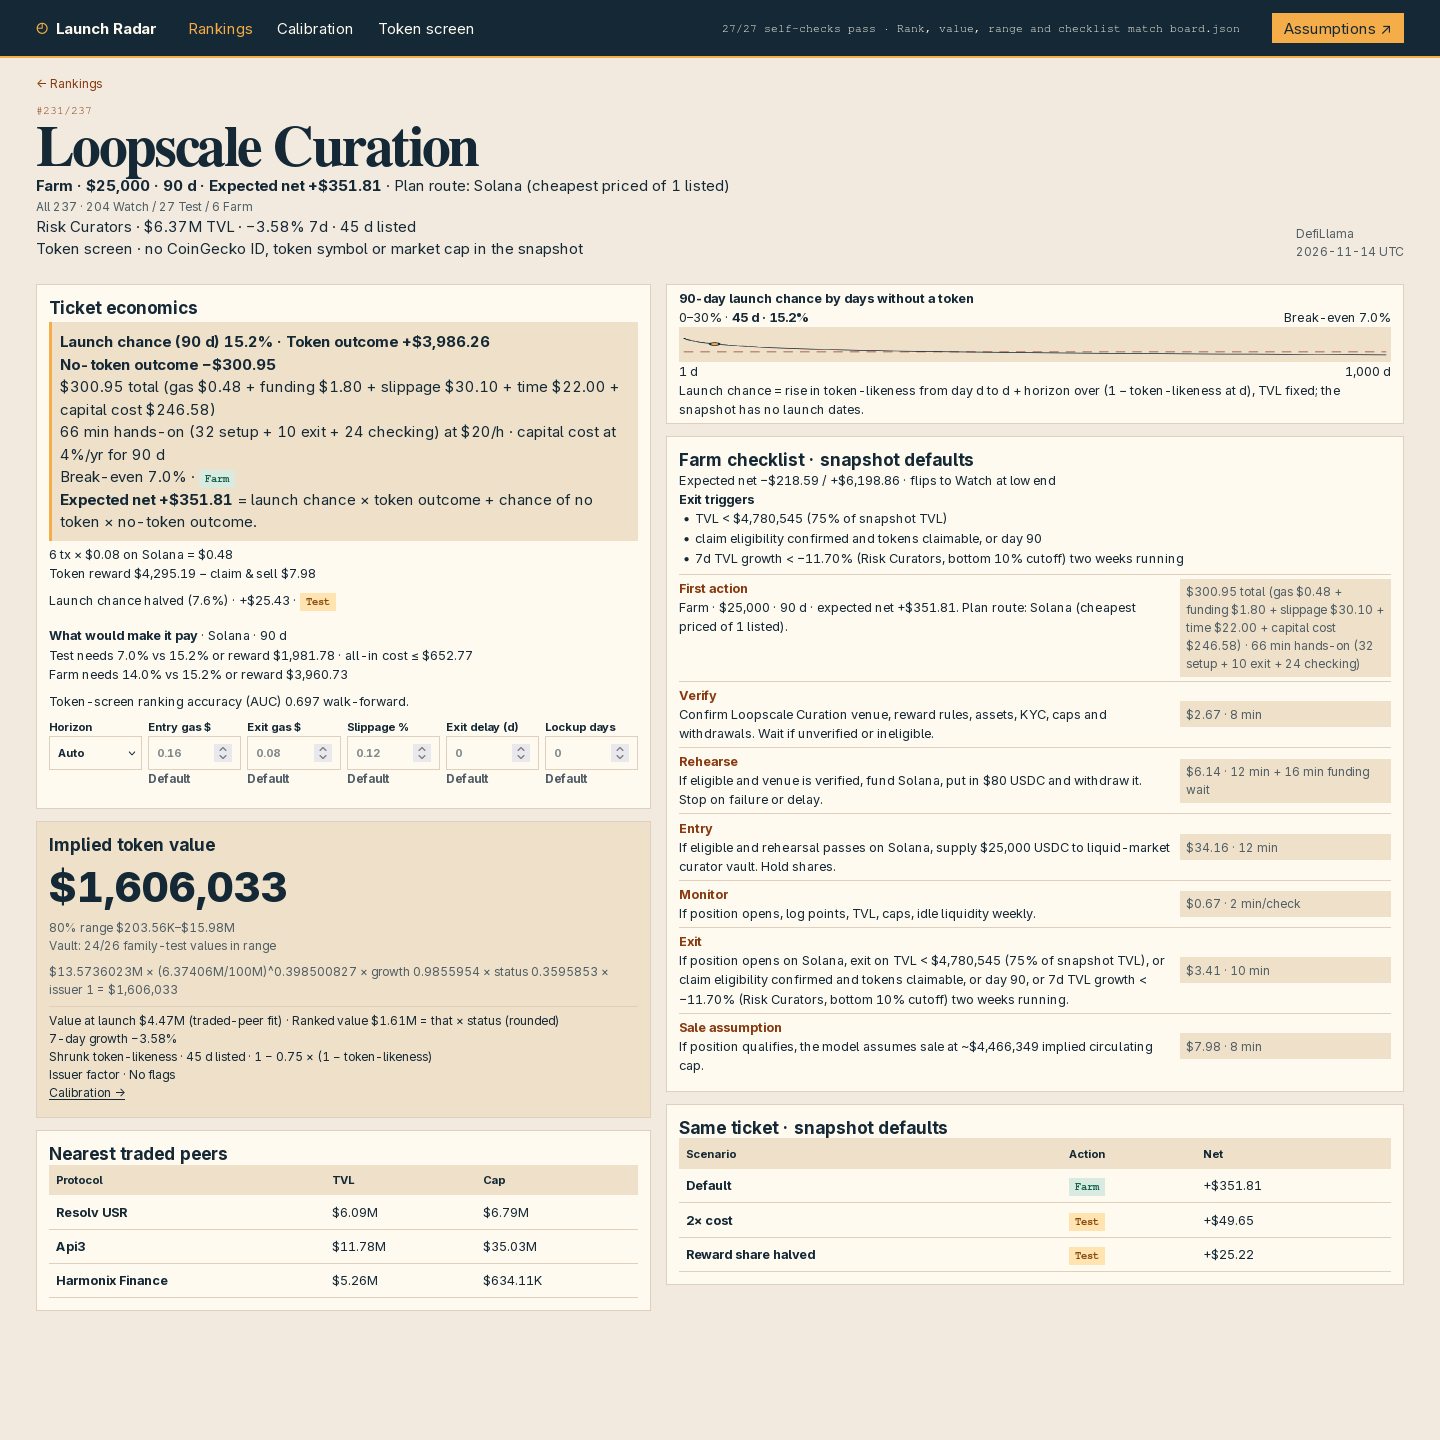 Launch Radar
Rankings
Calibration
Token screen
27/27 self-checks pass · Rank, value, range and checklist match board.json
Assumptions ↗
← Rankings
#231/237
Loopscale Curation
Farm · $25,000 · 90 d · Expected net +$351.81 · Plan route: Solana (cheapest priced of 1 listed)
All 237 · 204 Watch / 27 Test / 6 Farm
Risk Curators · $6.37M TVL · −3.58% 7d · 45 d listed
Token screen · no CoinGecko ID, token symbol or market cap in the snapshot
DefiLlama
2026-11-14 UTC
Ticket economics
Launch chance (90 d) 15.2% · Token outcome +$3,986.26
No-token outcome −$300.95
$300.95 total (gas $0.48 + funding $1.80 + slippage $30.10 + time $22.00 +
capital cost $246.58)
66 min hands-on (32 setup + 10 exit + 24 checking) at $20/h · capital cost at
4%/yr for 90 d
Break-even 7.0% · Farm
Expected net +$351.81 = launch chance × token outcome + chance of no
token × no-token outcome.
6 tx × $0.08 on Solana = $0.48
Token reward $4,295.19 − claim & sell $7.98
Launch chance halved (7.6%) · +$25.43 · Test
What would make it pay · Solana · 90 d
Test needs 7.0% vs 15.2% or reward $1,981.78 · all-in cost ≤ $652.77
Farm needs 14.0% vs 15.2% or reward $3,960.73
Token-screen ranking accuracy (AUC) 0.697 walk-forward.
Horizon
Entry gas $
Exit gas $
Slippage %
Exit delay (d)
Lockup days
Auto
0.16
0.08
0.12
0
0
Default
Default
Default
Default
Default
Implied token value
$1,606,033
80% range $203.56K–$15.98M
Vault: 24/26 family-test values in range
$13.5736023M × (6.37406M/100M)^0.398500827 × growth 0.9855954 × status 0.3595853 ×
issuer 1 = $1,606,033
Value at launch $4.47M (traded-peer fit) · Ranked value $1.61M = that × status (rounded)
7-day growth −3.58%
Shrunk token-likeness · 45 d listed · 1 − 0.75 × (1 − token-likeness)
Issuer factor · No flags
Calibration →
Nearest traded peers
Protocol TVL Cap
Resolv USR $6.09M $6.79M
Api3 $11.78M $35.03M
Harmonix Finance $5.26M $634.11K
90-day launch chance by days without a token
0–30% · 45 d · 15.2%
Break-even 7.0%
1 d
1,000 d
Launch chance = rise in token-likeness from day d to d + horizon over (1 − token-likeness at d), TVL fixed; the
snapshot has no launch dates.
Farm checklist · snapshot defaults
Expected net −$218.59 / +$6,198.86 · flips to Watch at low end
Exit triggers
• TVL < $4,780,545 (75% of snapshot TVL)
• claim eligibility confirmed and tokens claimable, or day 90
• 7d TVL growth < −11.70% (Risk Curators, bottom 10% cutoff) two weeks running
First action
Farm · $25,000 · 90 d · expected net +$351.81. Plan route: Solana (cheapest
priced of 1 listed).
$300.95 total (gas $0.48 +
funding $1.80 + slippage $30.10 +
time $22.00 + capital cost
$246.58) · 66 min hands-on (32
setup + 10 exit + 24 checking)
Verify
Confirm Loopscale Curation venue, reward rules, assets, KYC, caps and
withdrawals. Wait if unverified or ineligible.
$2.67 · 8 min
Rehearse
If eligible and venue is verified, fund Solana, put in $80 USDC and withdraw it.
Stop on failure or delay.
$6.14 · 12 min + 16 min funding
wait
Entry
If eligible and rehearsal passes on Solana, supply $25,000 USDC to liquid-market
curator vault. Hold shares.
$34.16 · 12 min
Monitor
If position opens, log points, TVL, caps, idle liquidity weekly.
$0.67 · 2 min/check
Exit
If position opens on Solana, exit on TVL < $4,780,545 (75% of snapshot TVL), or
claim eligibility confirmed and tokens claimable, or day 90, or 7d TVL growth <
−11.70% (Risk Curators, bottom 10% cutoff) two weeks running.
$3.41 · 10 min
Sale assumption
If position qualifies, the model assumes sale at ~$4,466,349 implied circulating
cap.
$7.98 · 8 min
Same ticket · snapshot defaults
Scenario Action Net
Default Farm +$351.81
2× cost Test +$49.65
Reward share halved Test +$25.22